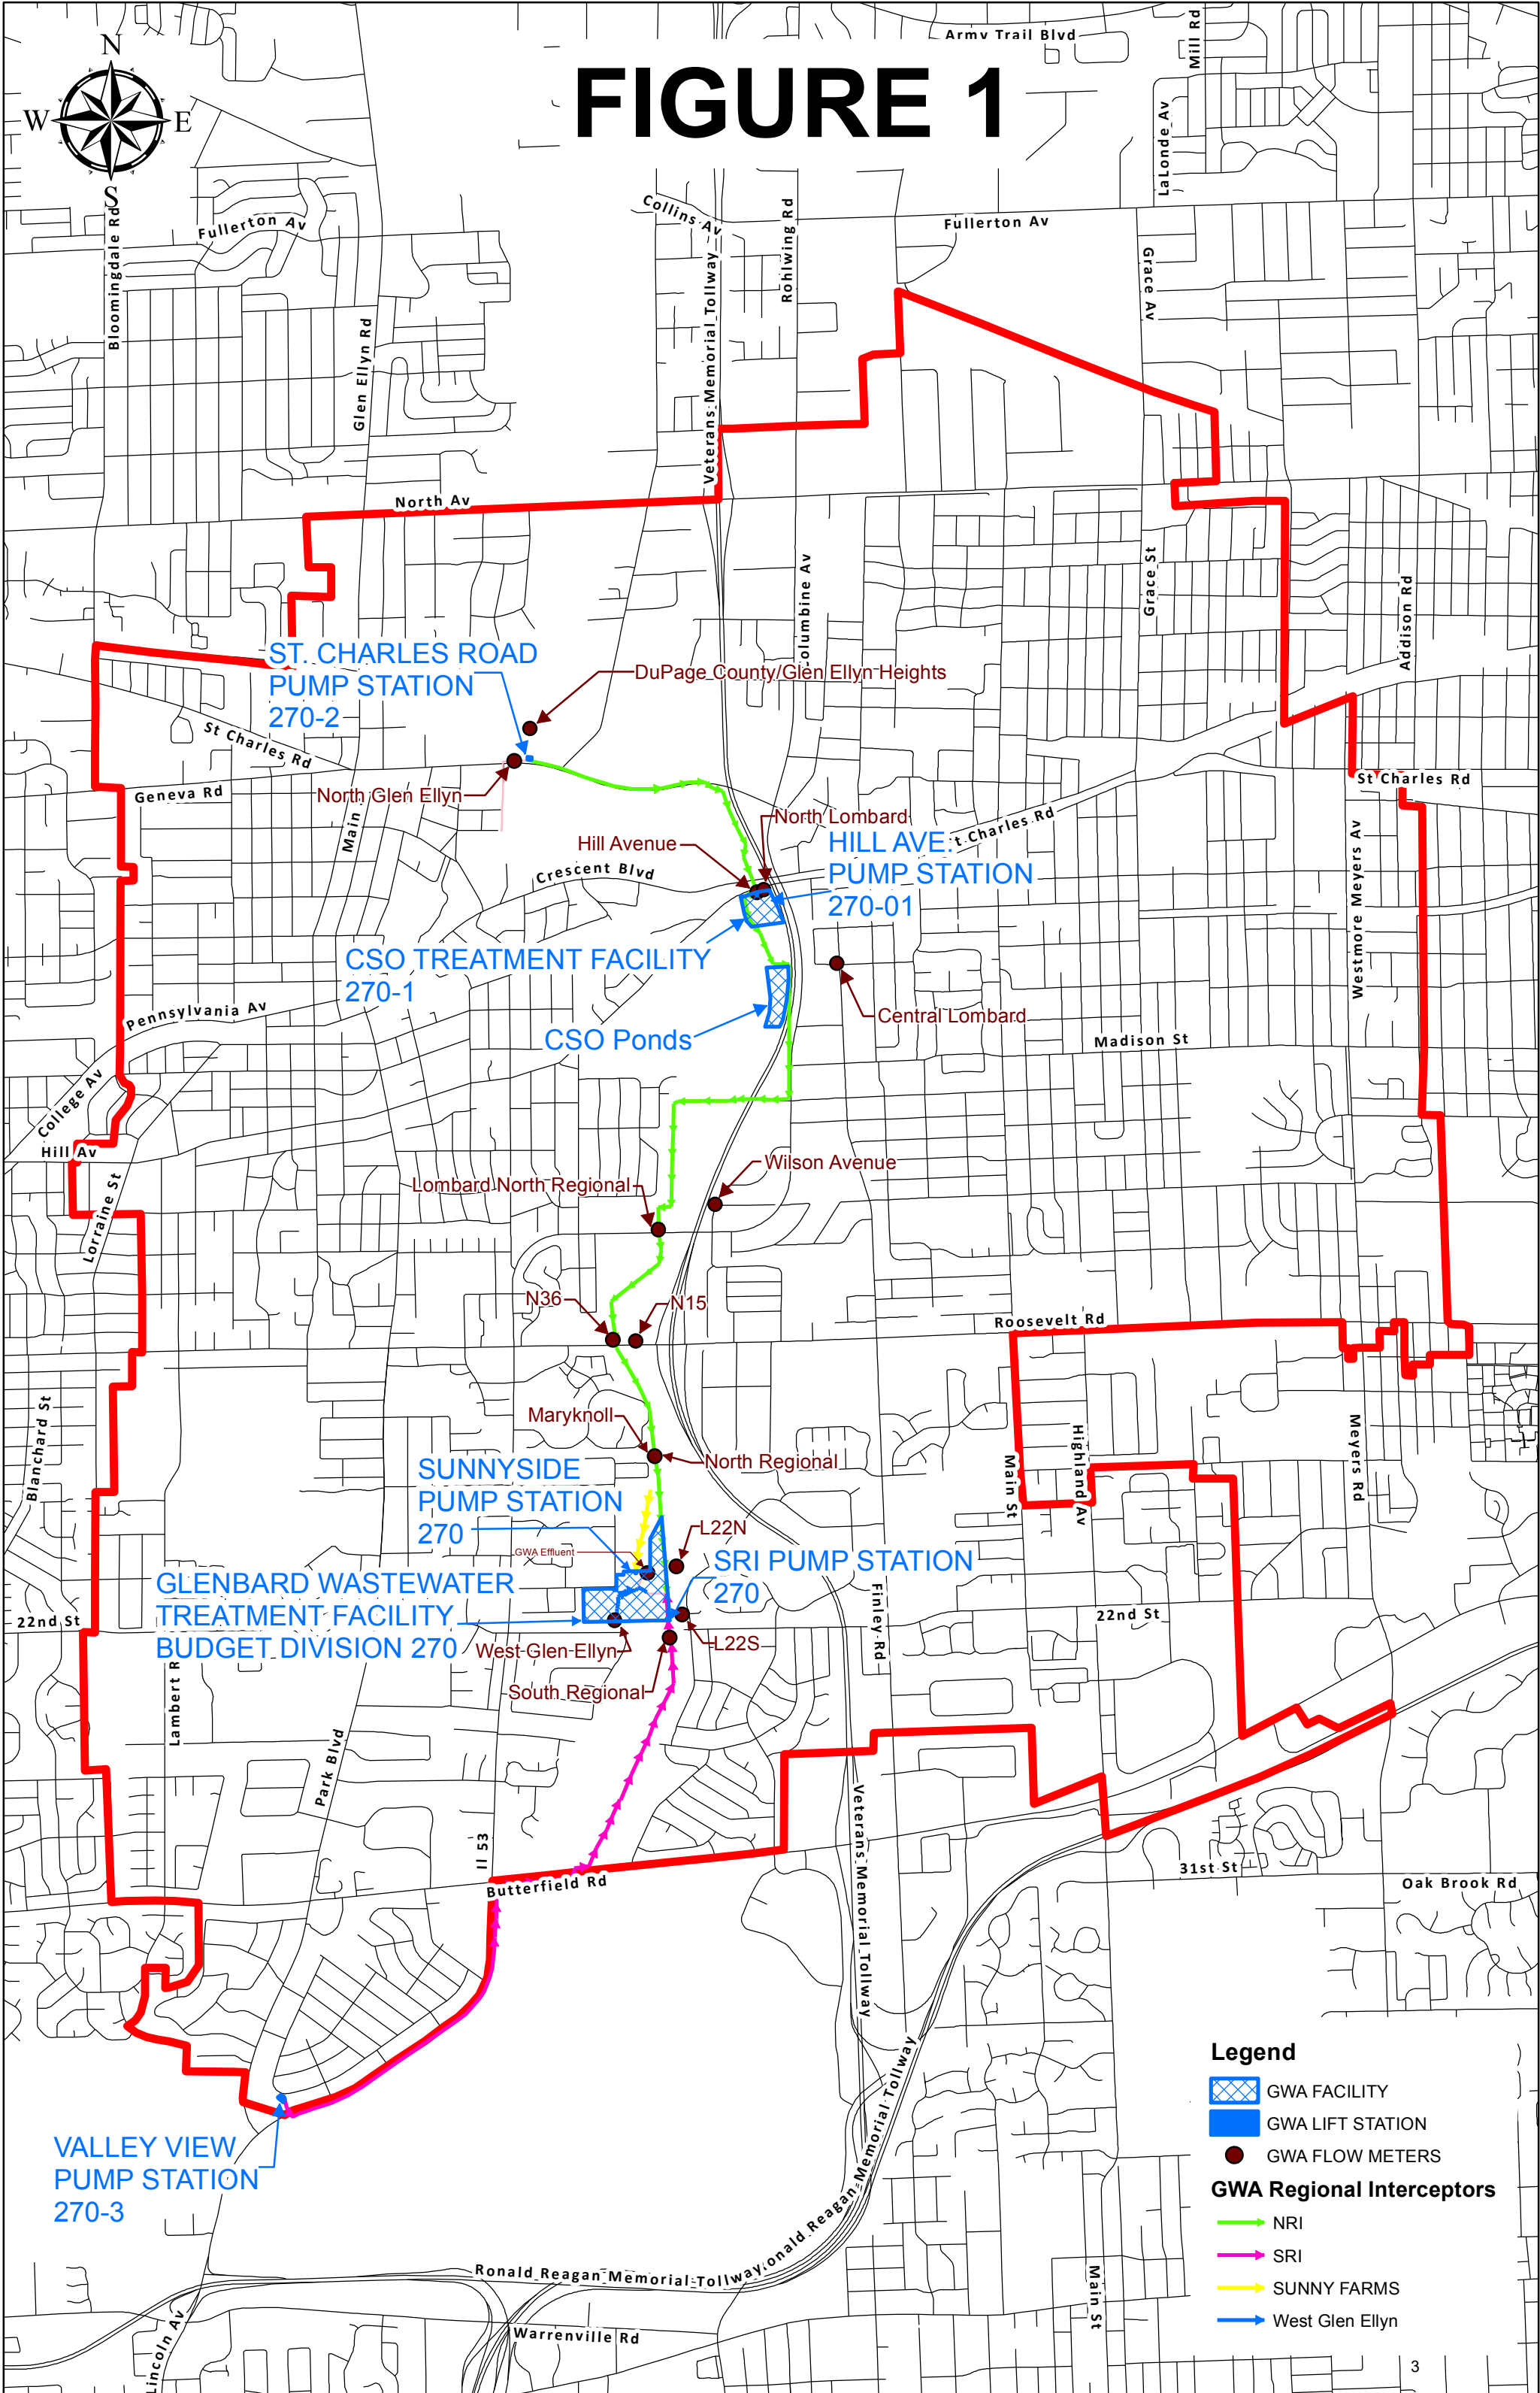 Army Trail Blvd
Mill Rd
N
W
E
S
FIGURE 1
LaLonde Av
Collins Av
Rohlwing Rd
Fullerton Av
Fullerton Av
Bloomingdale Rd
Veterans Memorial Tollway
Grace Av
Glen Ellyn Rd
North Av
Columbine Av
Grace St
Addison Rd
ST. CHARLES ROAD
PUMP STATION
270-2
DuPage County/Glen Ellyn Heights
St Charles Rd
St Charles Rd
Geneva Rd
North Glen Ellyn
Main
North Lombard
t Charles Rd
Hill Avenue
HILL AVE.
PUMP STATION
270-01
Crescent Blvd
Westmore Meyers Av
CSO TREATMENT FACILITY
270-1
Pennsylvania Av
Central Lombard
CSO Ponds
Madison St
College Av
Hill Av
Wilson Avenue
Lombard North Regional
Lorraine St
N36
N15
Roosevelt Rd
Blanchard St
Maryknoll
North Regional
Main St
Highland Av
Meyers Rd
SUNNYSIDE
PUMP STATION
270
L22N
GWA Effluent
SRI PUMP STATION
270
GLENBARD WASTEWATER
TREATMENT FACILITY
BUDGET DIVISION 270
22nd St
22nd St
Finley Rd
West Glen Ellyn
L22S
South Regional
Lambert R
Park Blvd
Il 53
Veterans Memorial Tollway
31st St
Oak Brook Rd
Butterfield Rd
VALLEY VIEW
PUMP STATION
270-3
Legend
GWA FACILITY
GWA LIFT STATION
GWA FLOW METERS
GWA Regional Interceptors
NRI
SRI
SUNNY FARMS
West Glen Ellyn
Ronald Reagan Memorial Tollway
onald Reagan Memorial Tollway
Main St
Lincoln Av
Warrenville Rd
3